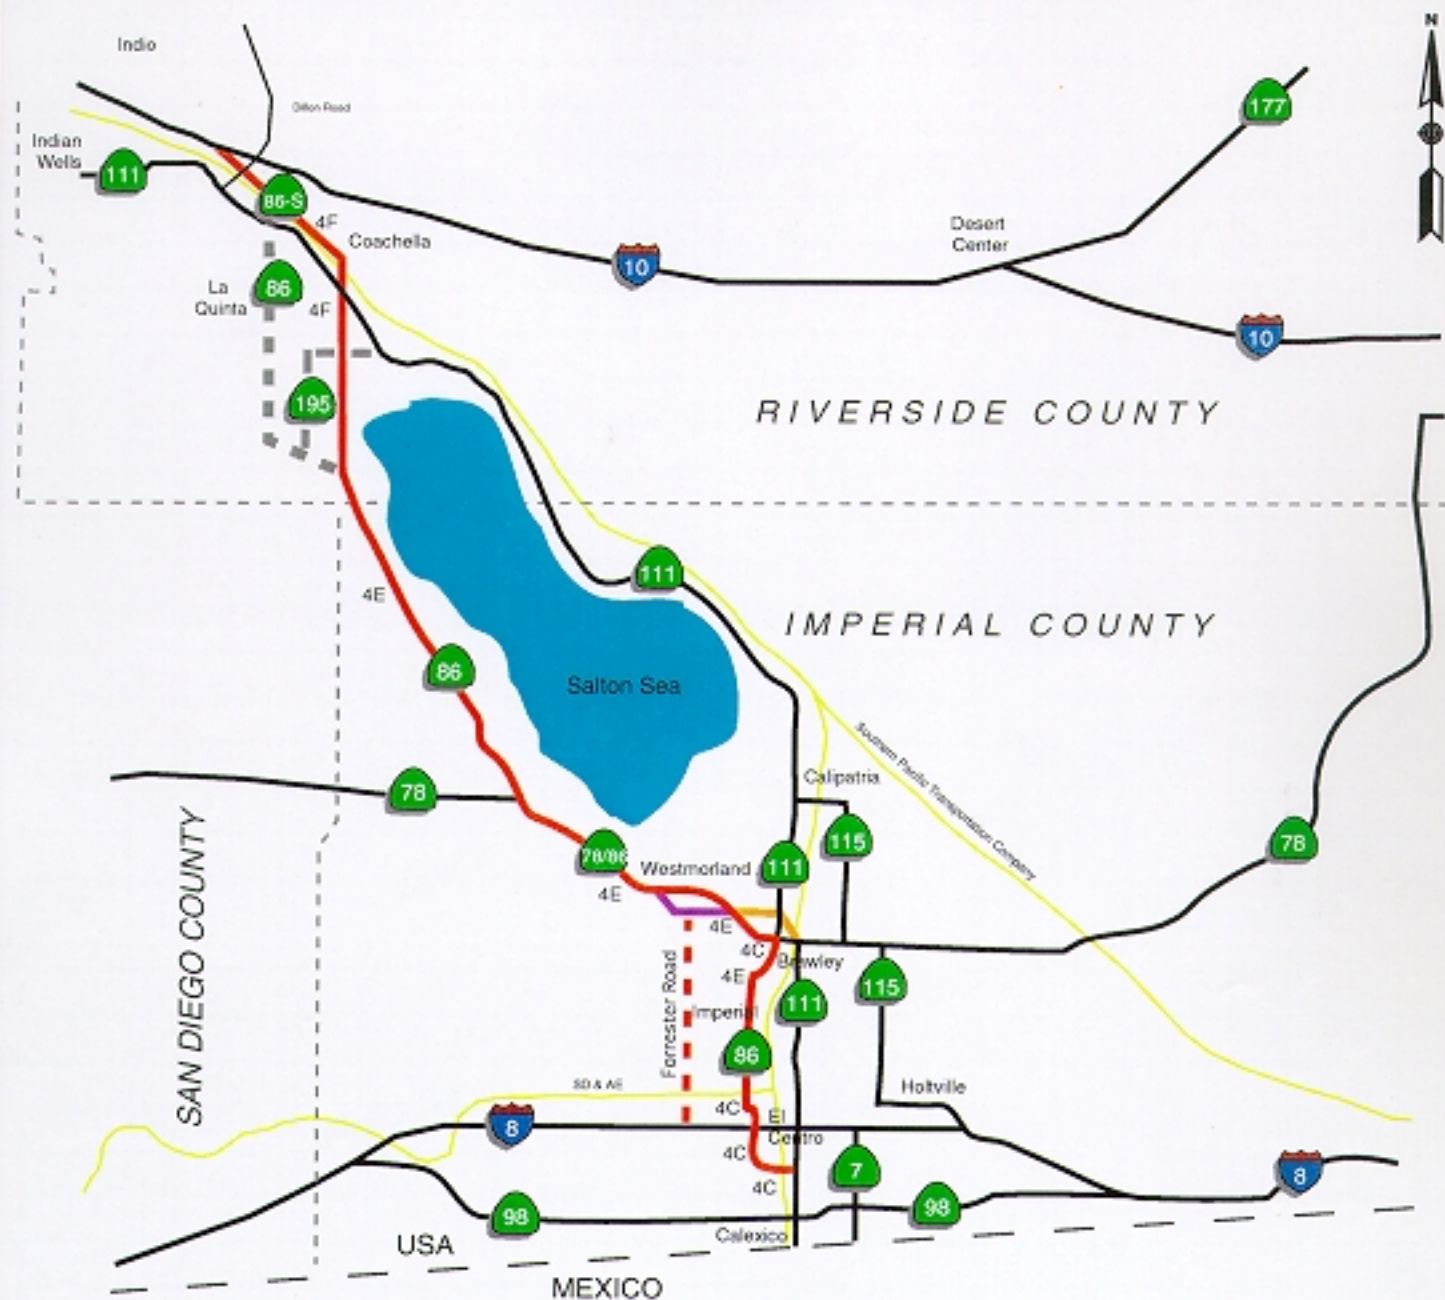 N
Indio
177
Dillon Road
Indian
Wells
111
86-S
4F
Coachella
Desert
Center
10
La
Quinta
86
4F
10
195
RIVERSIDE COUNTY
111
4E
IMPERIAL COUNTY
86
Salton Sea
Southern Pacific Transportation Company
Calipatria
78
115
78
78/86
Westmorland
111
4E
SAN DIEGO COUNTY
4E
4C
Brawley
4E
115
111
Forrester Road
Imperial
86
SD & AE
Holtville
4C
El
Centro
8
4C
7
8
4C
98
98
Calexico
USA
MEXICO